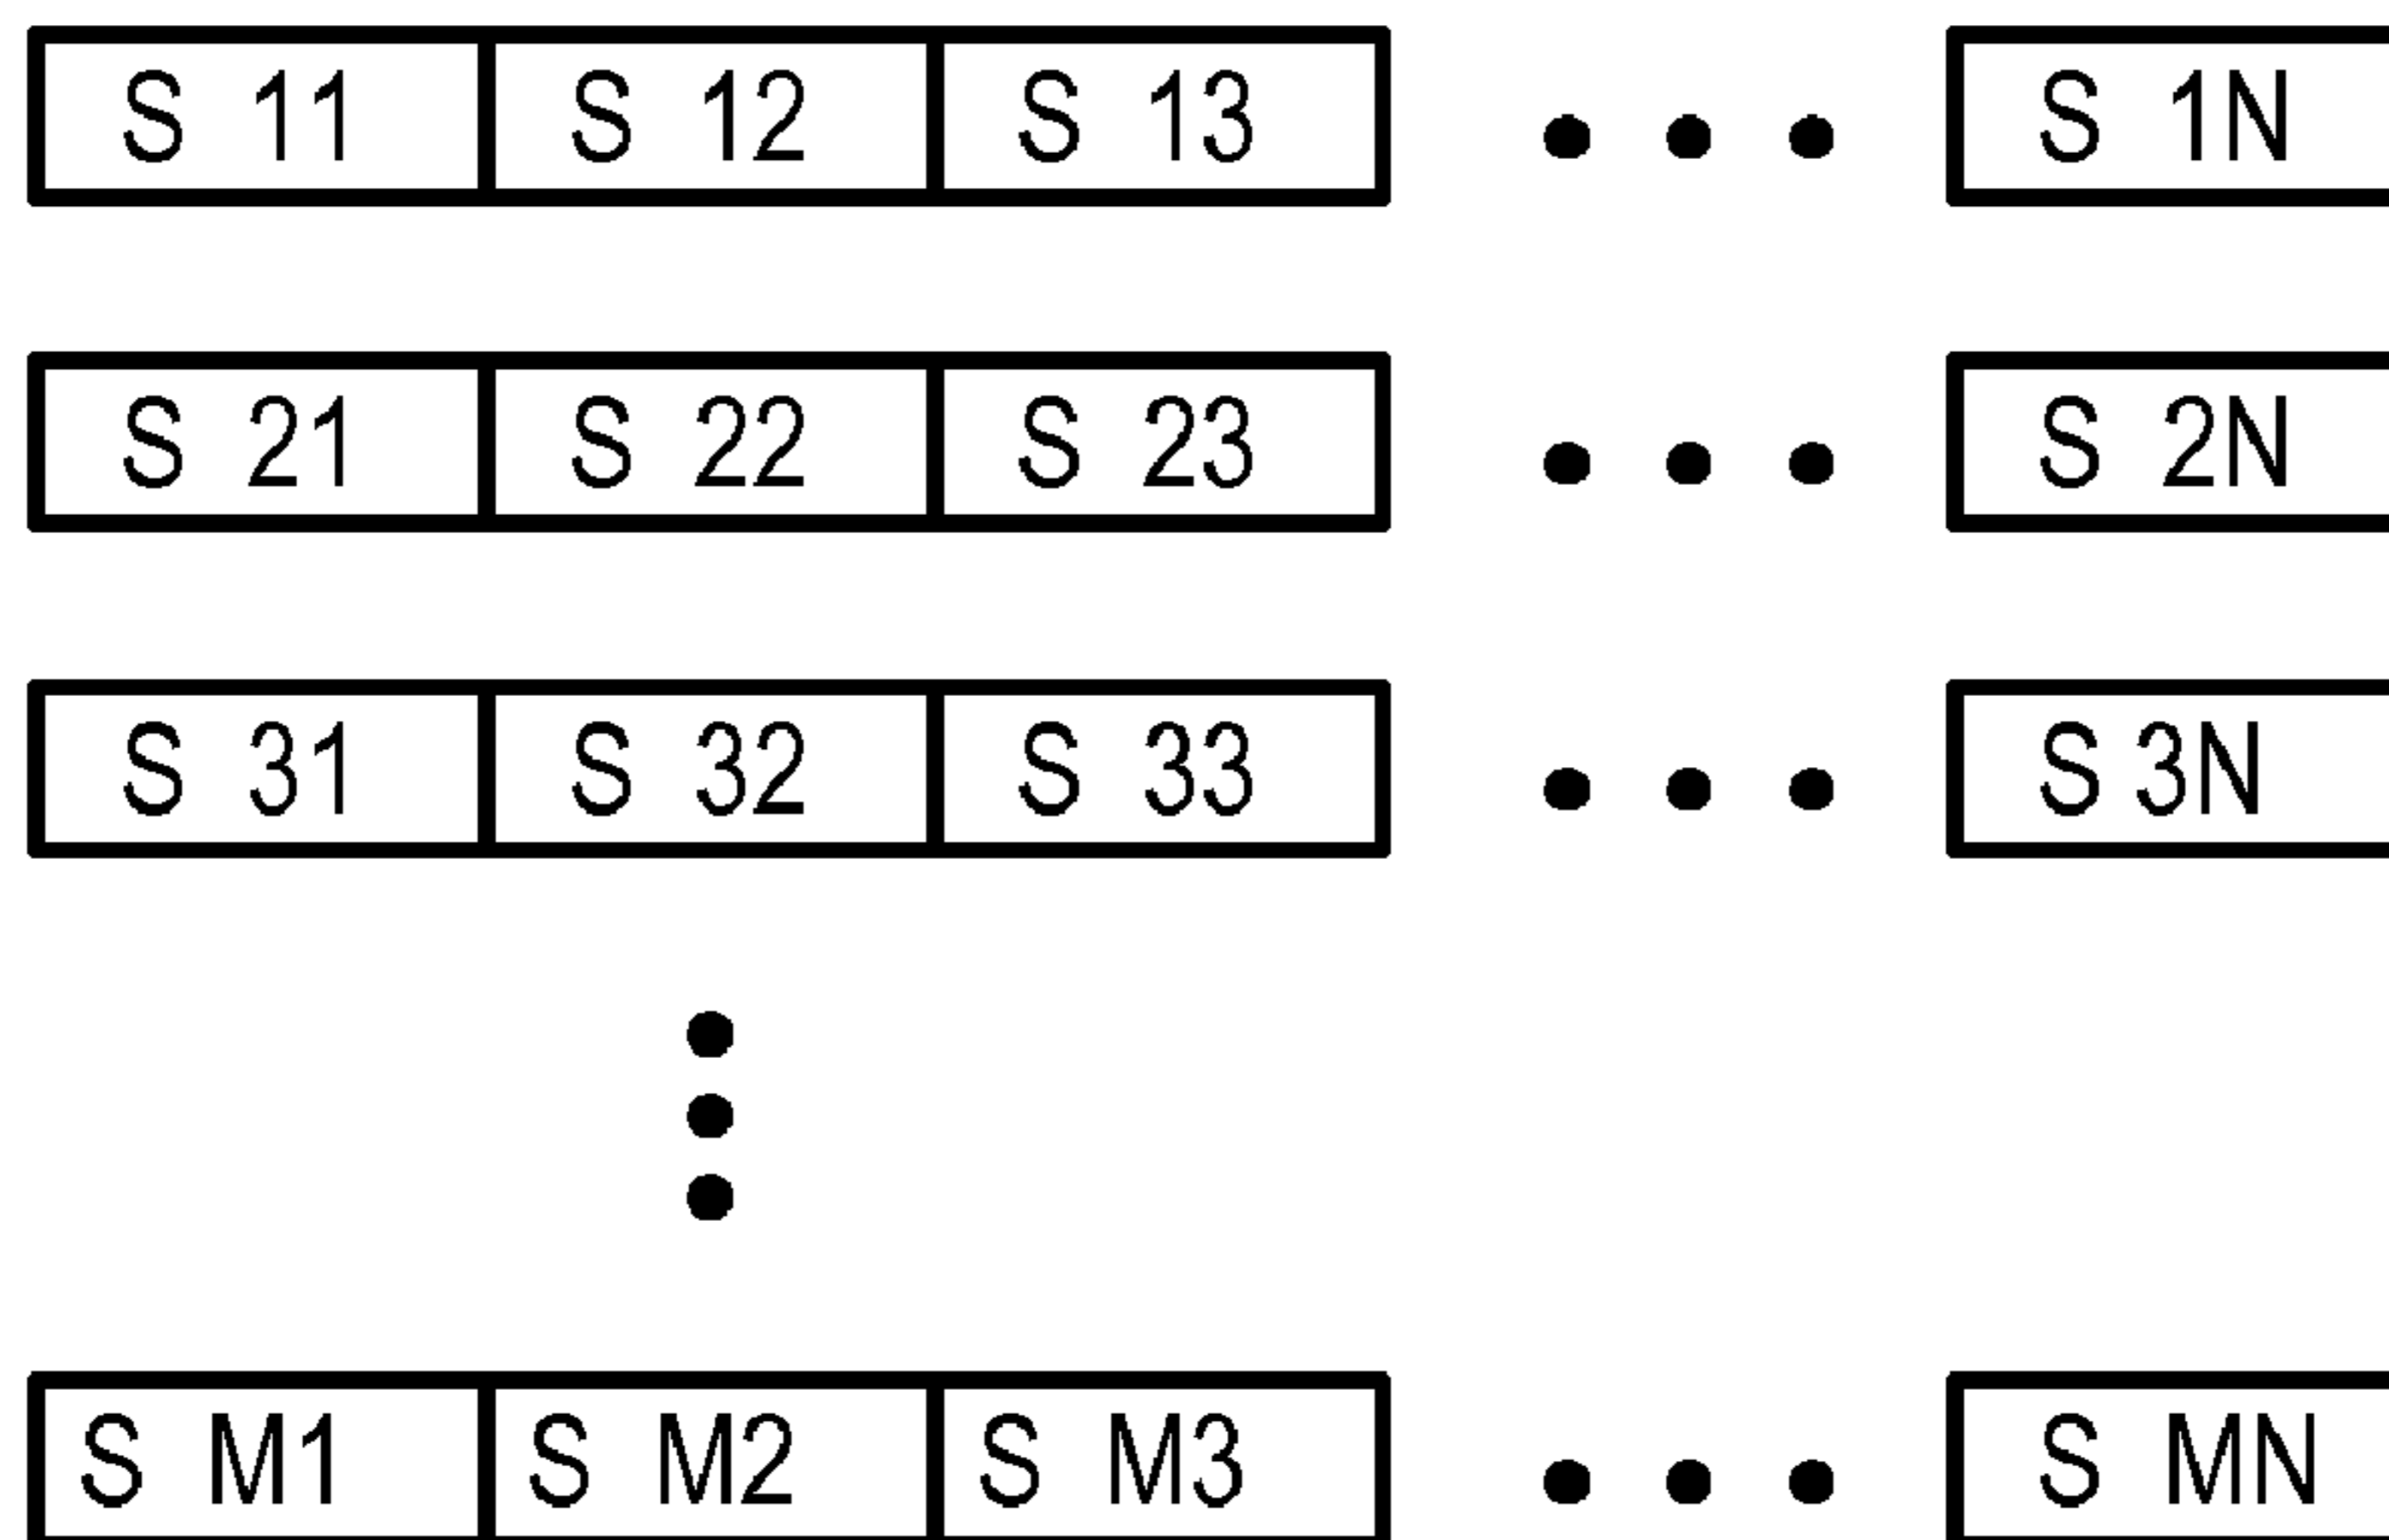 S 11 S 12 S 13 • • • S 1N
S 21 S 22 S 23 • • • S 2N
S 31 S 32 S 33 • • • S 3N
S M1 S M2 S M3 • • • S MN